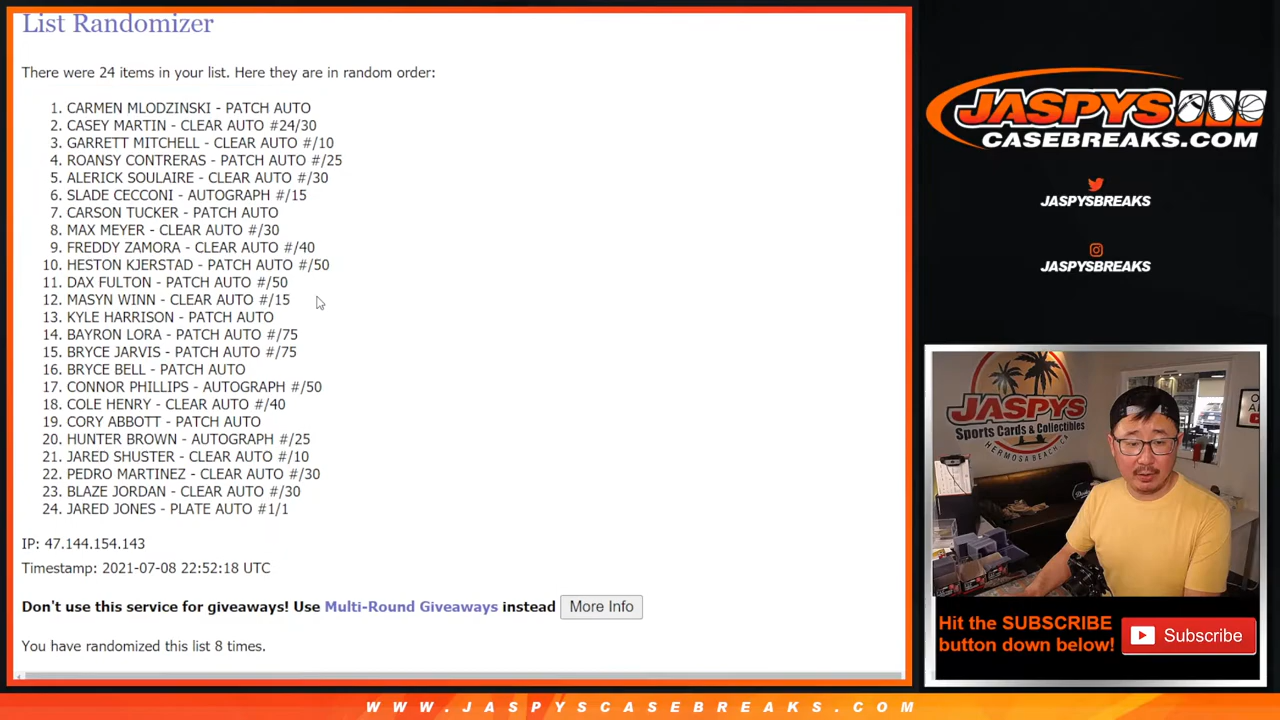 List Randomizer
There were 24 items in your list. Here they are in random order:
1. CARMEN MLODZINSKI - PATCH AUTO
2. CASEY MARTIN - CLEAR AUTO #24/30
3. GARRETT MITCHELL - CLEAR AUTO #/10
4. ROANSY CONTRERAS - PATCH AUTO #/25
5. ALERICK SOULAIRE - CLEAR AUTO #/30
6. SLADE CECCONI - AUTOGRAPH #/15
7. CARSON TUCKER - PATCH AUTO
8. MAX MEYER - CLEAR AUTO #/30
9. FREDDY ZAMORA - CLEAR AUTO #/40
10. HESTON KJERSTAD - PATCH AUTO #/50
11. DAX FULTON - PATCH AUTO #/50
12. MASYN WINN - CLEAR AUTO #/15
13. KYLE HARRISON - PATCH AUTO
14. BAYRON LORA - PATCH AUTO #/75
15. BRYCE JARVIS - PATCH AUTO #/75
16. BRYCE BELL - PATCH AUTO
17. CONNOR PHILLIPS - AUTOGRAPH #/50
18. COLE HENRY - CLEAR AUTO #/40
19. CORY ABBOTT - PATCH AUTO
20. HUNTER BROWN - AUTOGRAPH #/25
21. JARED SHUSTER - CLEAR AUTO #/10
22. PEDRO MARTINEZ - CLEAR AUTO #/30
23. BLAZE JORDAN - CLEAR AUTO #/30
24. JARED JONES - PLATE AUTO #1/1
IP: 47.144.154.143
Timestamp: 2021-07-08 22:52:18 UTC
Don't use this service for giveaways! Use Multi-Round Giveaways instead More Info
You have randomized this list 8 times.
JASPYS
CASEBREAKS.COM
JASPYSBREAKS
JASPYSBREAKS
JASPYS
Sports Cards & Collectibles
HERMOSA BEACH, CA
Hit the SUBSCRIBE
button down below!
Subscribe
WWW.JASPYSCASEBREAKS.COM